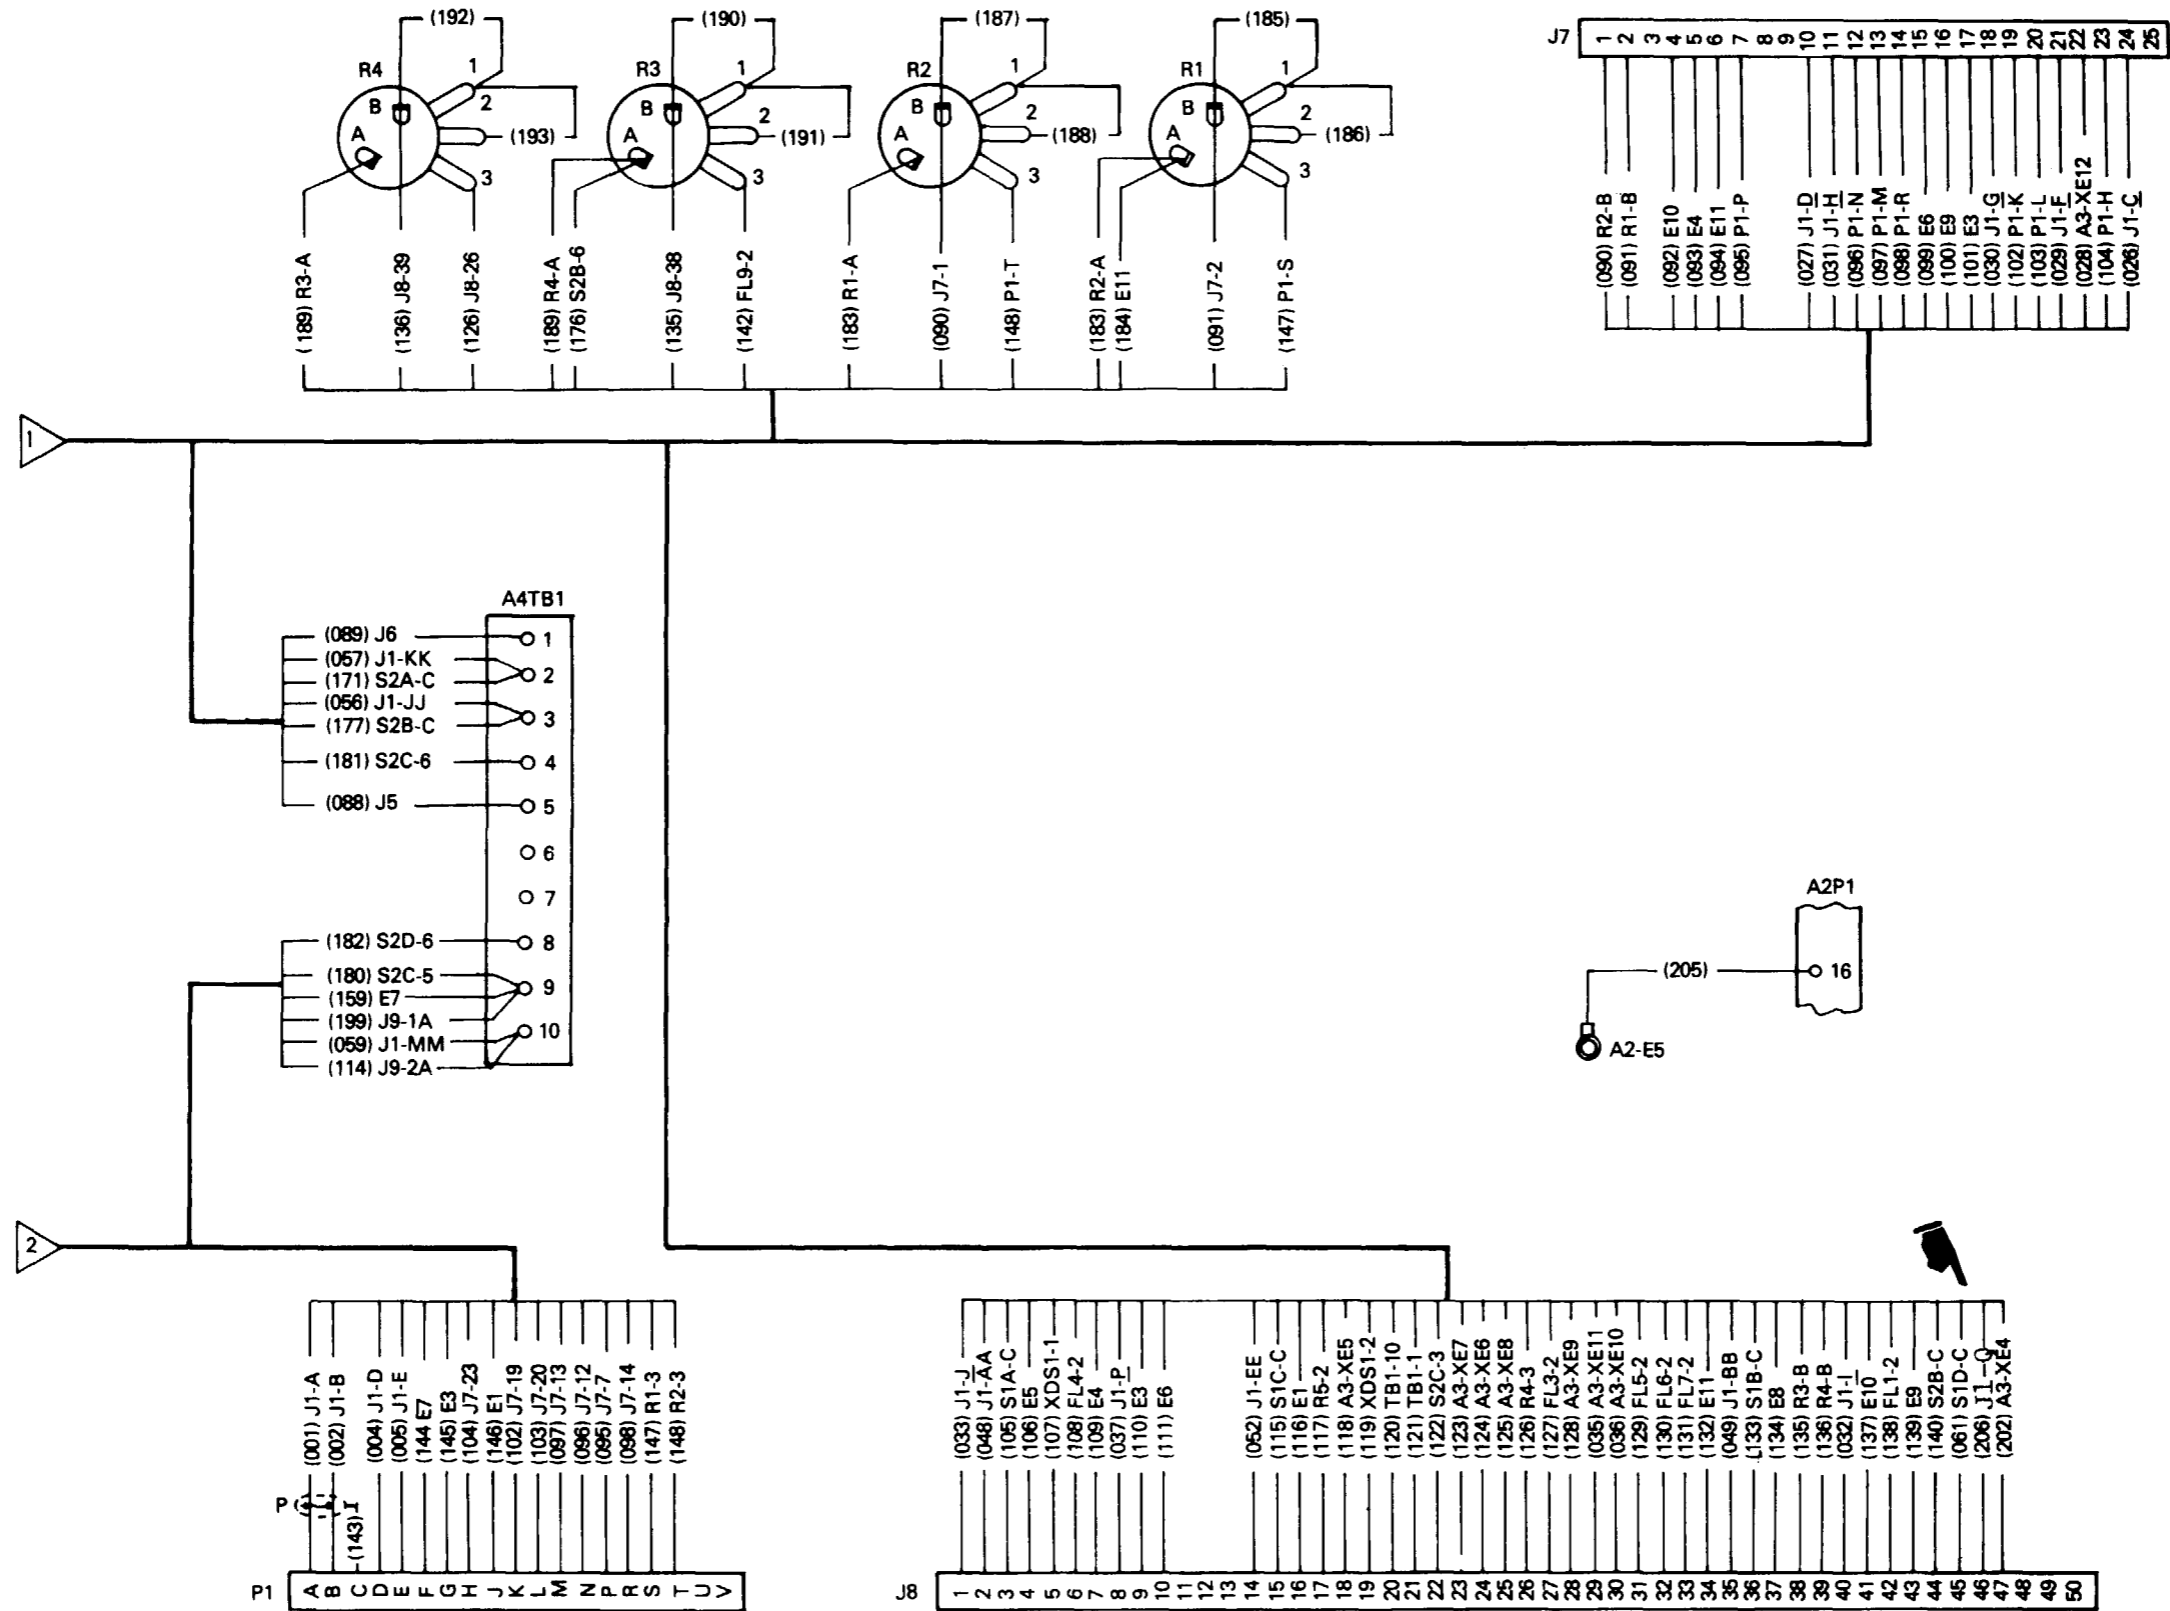 (192) (190) (187) (185)
R4 1 R3 1 R2 1 R1 1
B 2 B 2 B 2 B 2
A (193) A (191) A (188) A (186)
3 3 3 3
(189) R3-A
(136) J8-39
(126) J8-26
(189) R4-A
(176) S2B-6
(135) J8-38
(142) FL9-2
(183) R1-A
(090) J7-1
(148) P1-T
(183) R2-A
(184) E11
(091) J7-2
(147) P1-S
J7 1 2 3 4 5 6 7 8 9 10 11 12 13 14 15 16 17 18 19 20 21 22 23 24 25
(090) R2-B
(091) R1-B
(092) E10
(093) E4
(094) E11
(095) P1-P
(027) J1-D
(031) J1-H
(096) P1-N
(097) P1-M
(098) P1-R
(099) E6
(100) E9
(101) E3
(030) J1-G
(102) P1-K
(103) P1-L
(029) J1-F
(028) A3-XE12
(104) P1-H
(026) J1-C
1
A4TB1
(089) J6 1
(057) J1-KK
(171) S2A-C 2
(056) J1-JJ
(177) S2B-C 3
(181) S2C-6 4
(088) J5 5
6
7
(182) S2D-6 8
(180) S2C-5
(159) E7 9
(199) J9-1A
(059) J1-MM 10
(114) J9-2A
A2P1
(205) 16
A2-E5
2
(001) J1-A
(002) J1-B
(004) J1-D
(005) J1-E
(144 E7
(145) E3
(104) J7-23
(146) E1
(102) J7-19
(103) J7-20
(097) J7-13
(096) J7-12
(095) J7-7
(098) J7-14
(147) R1-3
(148) R2-3
P
(143)
P1 A B C D E F G H J K L M N P R S T U V
(033) J1-J
(048) J1-AA
(105) S1A-C
(106) E5
(107) XDS1-1
(108) FL4-2
(109) E4
(037) J1-P
(110) E3
(111) E6
(052) J1-EE
(115) S1C-C
(116) E1
(117) R5-2
(118) A3-XE5
(119) XDS1-2
(120) TB1-10
(121) TB1-1
(122) S2C-3
(123) A3-XE7
(124) A3-XE6
(125) A3-XE8
(126) R4-3
(127) FL3-2
(128) A3-XE9
(035) A3-XE11
(036) A3-XE10
(129) FL5-2
(130) FL6-2
(131) FL7-2
(132) E11
(049) J1-BB
(133) S1B-C
(134) E8
(135) R3-B
(136) R4-B
(032) J1-I
(137) E10
(138) FL1-2
(139) E9
(140) S2B-C
(061) S1D-C
(206) J1-Q
(202) A3-XE4
J8 1 2 3 4 5 6 7 8 9 10 11 12 13 14 15 16 17 18 19 20 21 22 23 24 25 26 27 28 29 30 31 32 33 34 35 36 37 38 39 40 41 42 43 44 45 46 47 48 49 50